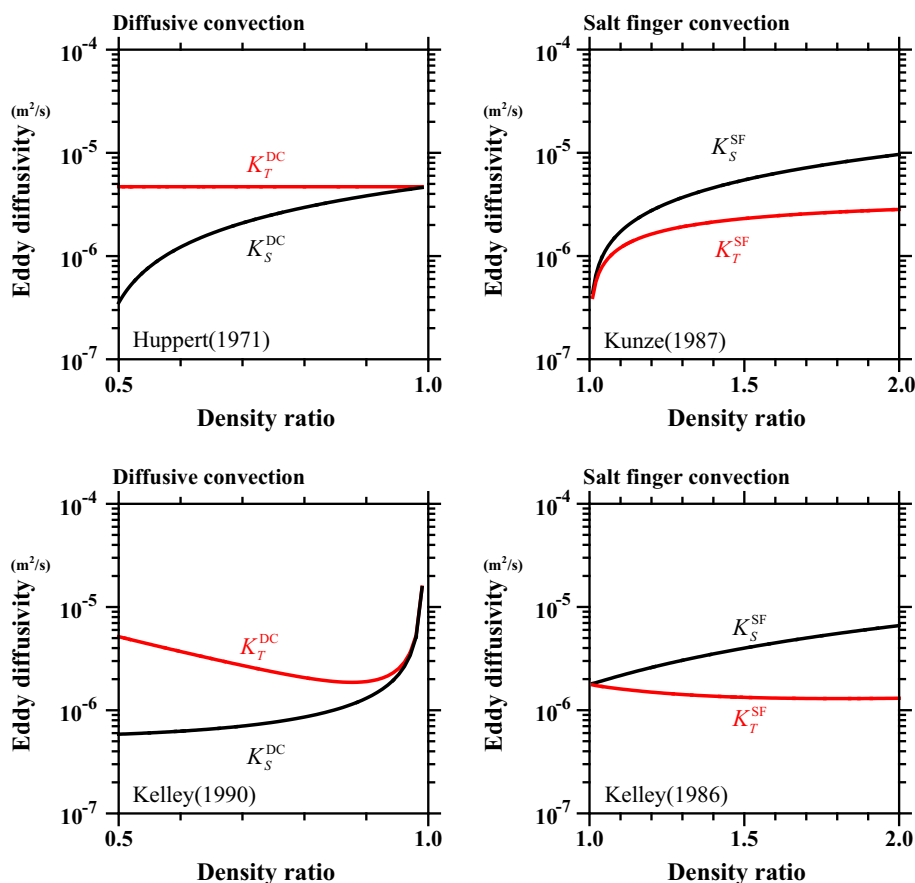 Diffusive convection
10⁻⁴
10⁻⁵
10⁻⁶
10⁻⁷
Eddy diffusivity (m²/s)
K_T^DC
K_S^DC
Huppert(1971)
0.5 1.0
Density ratio
Salt finger convection
10⁻⁴
10⁻⁵
10⁻⁶
10⁻⁷
Eddy diffusivity (m²/s)
K_S^SF
K_T^SF
Kunze(1987)
1.0 1.5 2.0
Density ratio
Diffusive convection
10⁻⁴
10⁻⁵
10⁻⁶
10⁻⁷
Eddy diffusivity (m²/s)
K_T^DC
K_S^DC
Kelley(1990)
0.5 1.0
Density ratio
Salt finger convection
10⁻⁴
10⁻⁵
10⁻⁶
10⁻⁷
Eddy diffusivity (m²/s)
K_S^SF
K_T^SF
Kelley(1986)
1.0 1.5 2.0
Density ratio